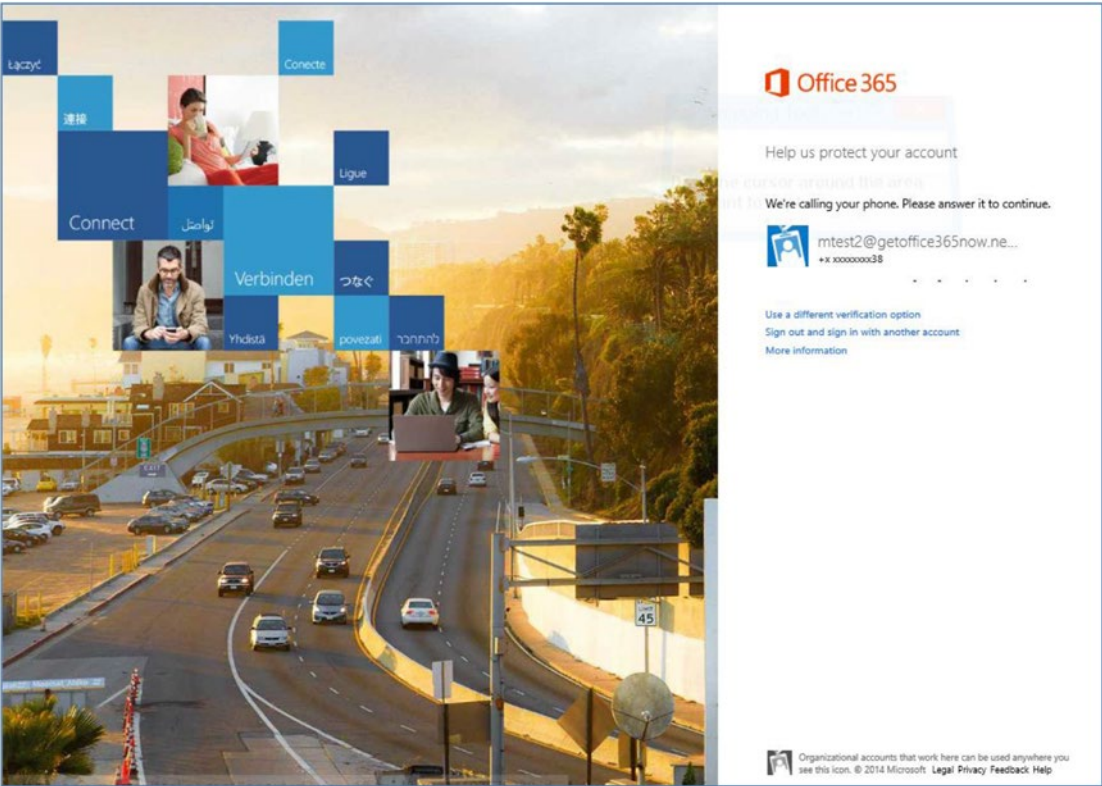 Łączyć
Conecte
連接
Ligue
Connect
تواصل
Verbinden
つなぐ
Yhdistä
povezati
להתחבר
EXIT
LIMIT
45
Office 365
Help us protect your account
We're calling your phone. Please answer it to continue.
mtest2@getoffice365now.ne...
+x xxxxxxxx38
Use a different verification option
Sign out and sign in with another account
More information
Organizational accounts that work here can be used anywhere you
see this icon. © 2014 Microsoft Legal Privacy Feedback Help